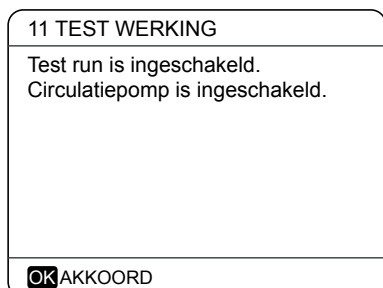 11 TEST WERKING
Test run is ingeschakeld.
Circulatiepomp is ingeschakeld.
OK AKKOORD